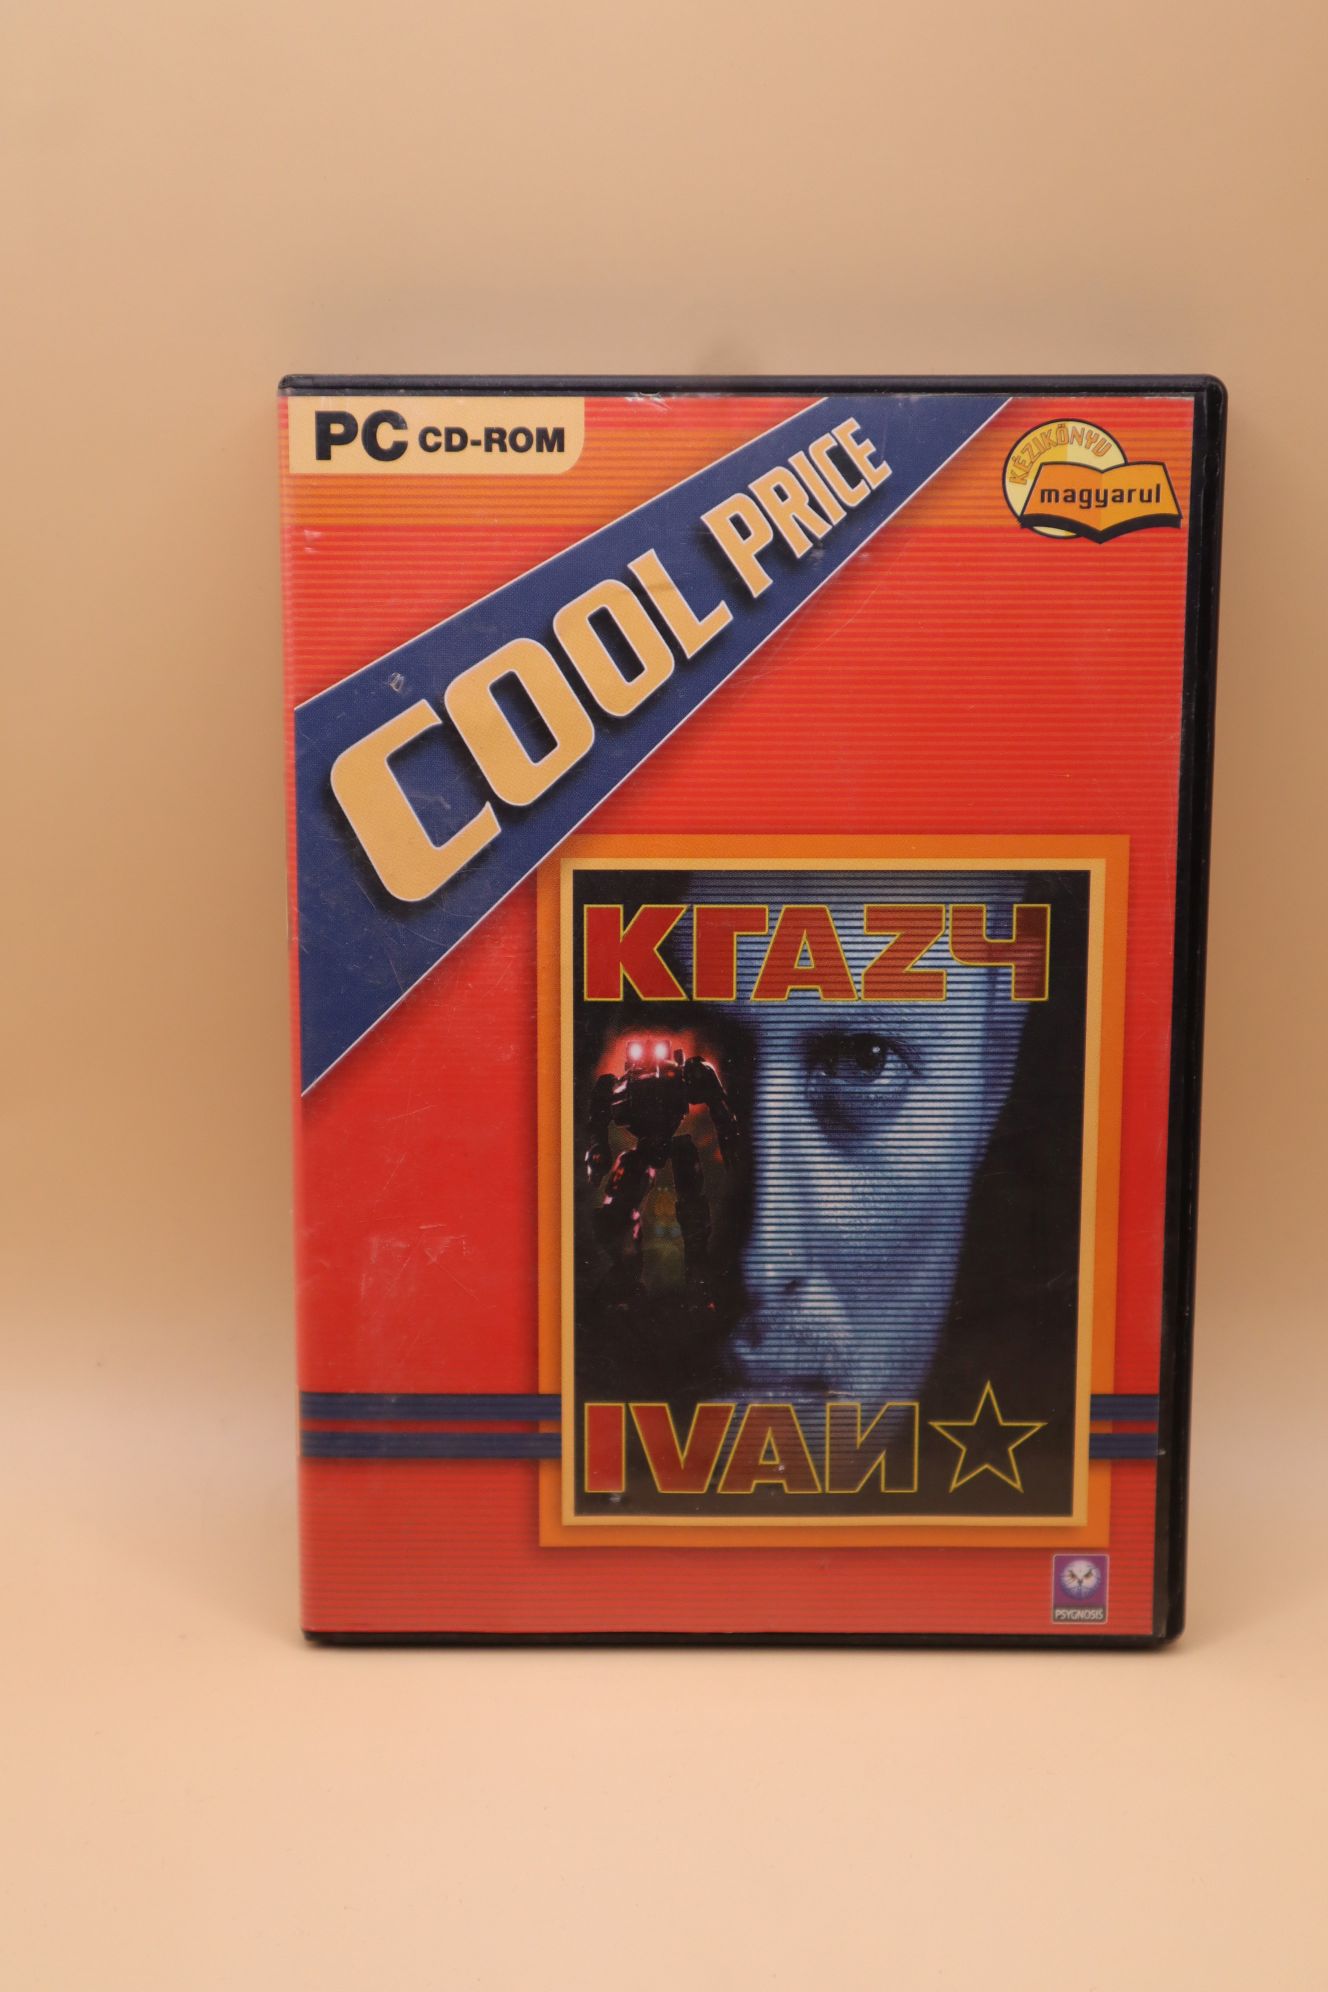 PC CD-ROM
COOL PRICE
KÉZIKÖNYV
magyarul
KГAZЧ
IVAИ
PSYGNOSIS